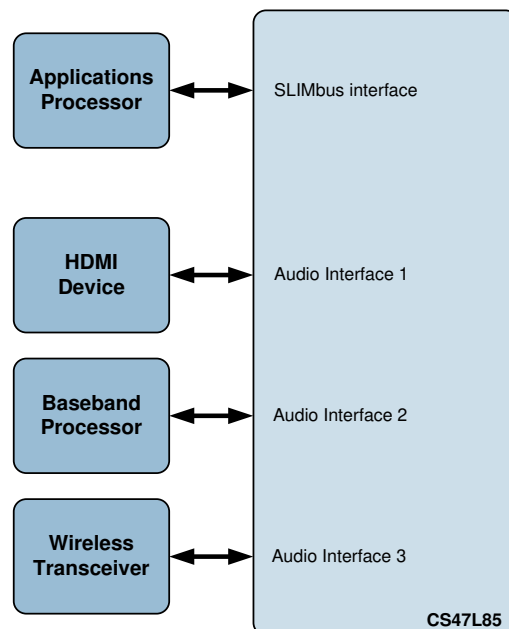 Applications
Processor
SLIMbus interface
HDMI
Device
Audio Interface 1
Baseband
Processor
Audio Interface 2
Wireless
Transceiver
Audio Interface 3
CS47L85